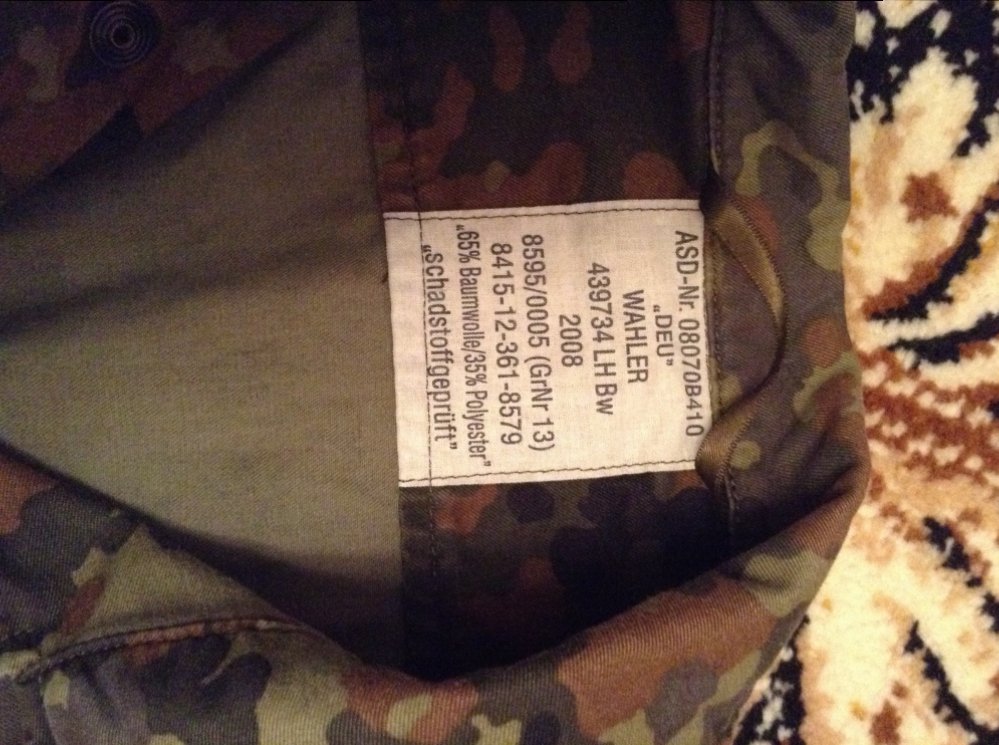 ASD-Nr. 08070B410
„DEU”
WAHLER
439734 LH Bw
2008
8595/0005 (GrNr 13)
8415-12-361-8579
„65% Baumwolle/35% Polyester”
„schadstoffgeprüft”